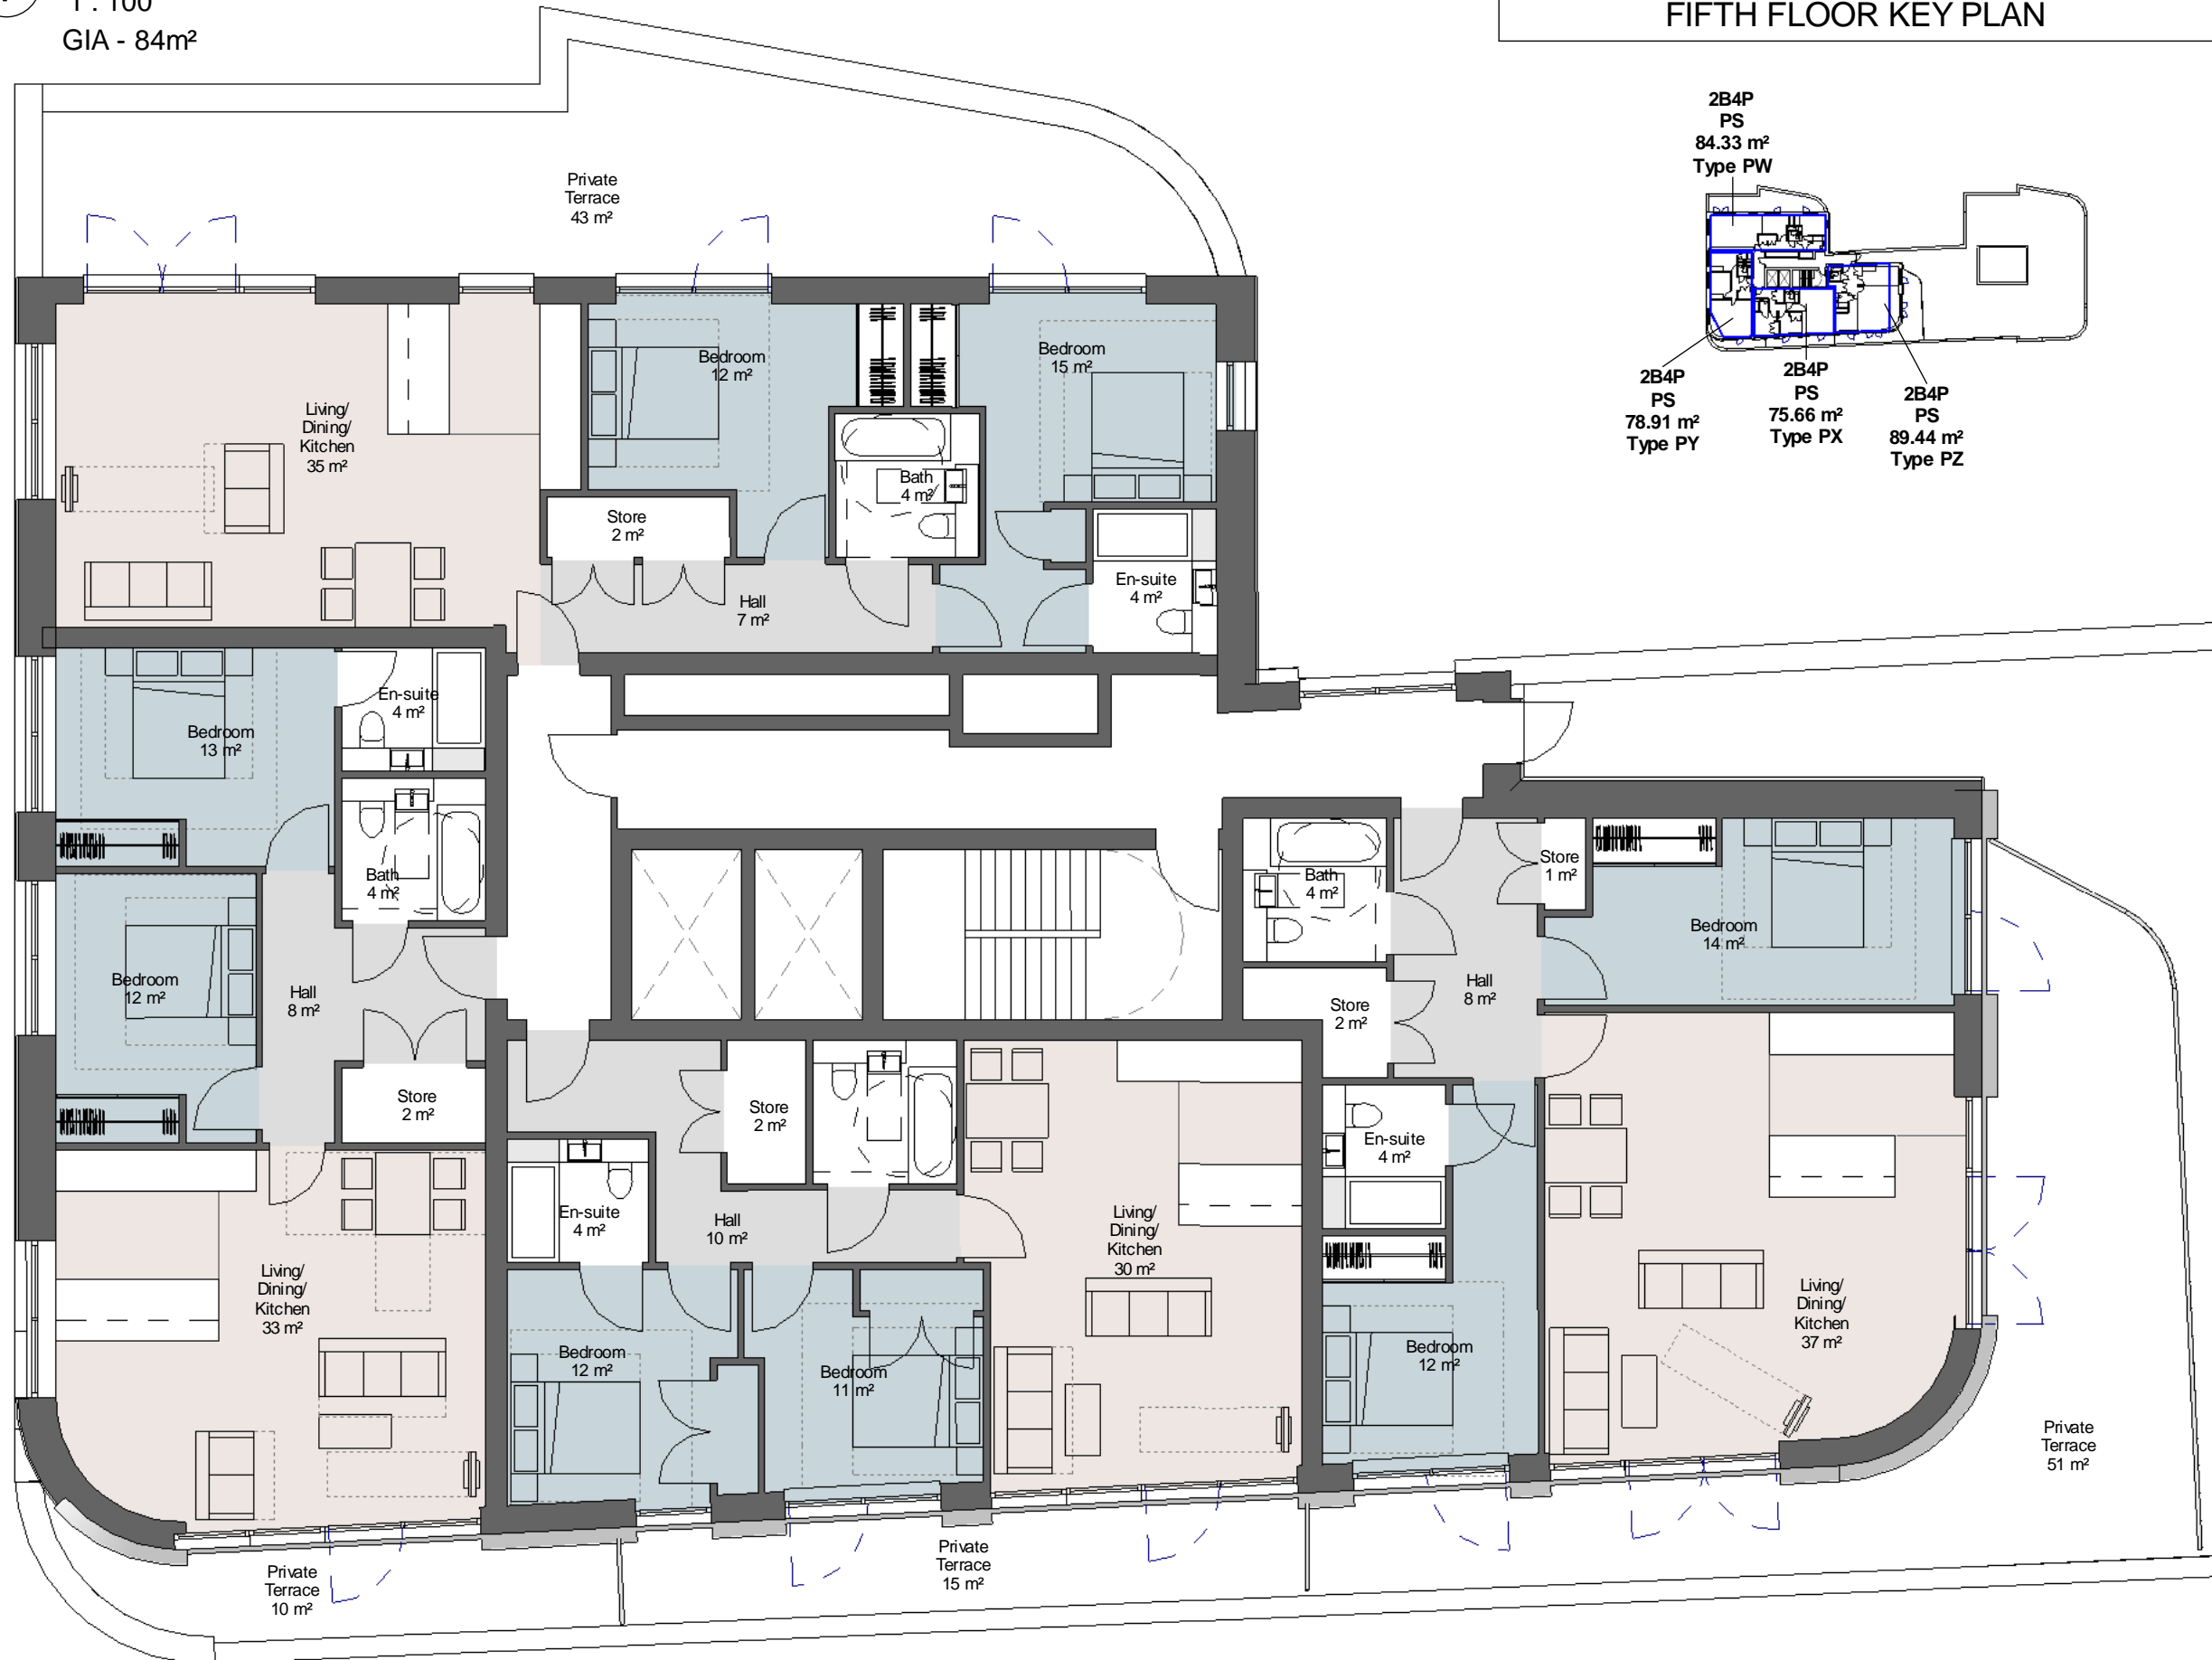 1 : 100
GIA - 84m²
FIFTH FLOOR KEY PLAN
2B4P
PS
84.33 m²
Type PW
2B4P
PS
78.91 m²
Type PY
2B4P
PS
75.66 m²
Type PX
2B4P
PS
89.44 m²
Type PZ
Private
Terrace
43 m²
Living/
Dining/
Kitchen
35 m²
Bedroom
12 m²
Bedroom
15 m²
Bath
4 m²
Store
2 m²
Hall
7 m²
En-suite
4 m²
Bedroom
13 m²
En-suite
4 m²
Bath
4 m²
Bedroom
12 m²
Hall
8 m²
Store
2 m²
Living/
Dining/
Kitchen
33 m²
Private
Terrace
10 m²
Store
2 m²
En-suite
4 m²
Hall
10 m²
Bedroom
12 m²
Bedroom
11 m²
Living/
Dining/
Kitchen
30 m²
Private
Terrace
15 m²
Bath
4 m²
Store
1 m²
Bedroom
14 m²
Hall
8 m²
Store
2 m²
En-suite
4 m²
Bedroom
12 m²
Living/
Dining/
Kitchen
37 m²
Private
Terrace
51 m²